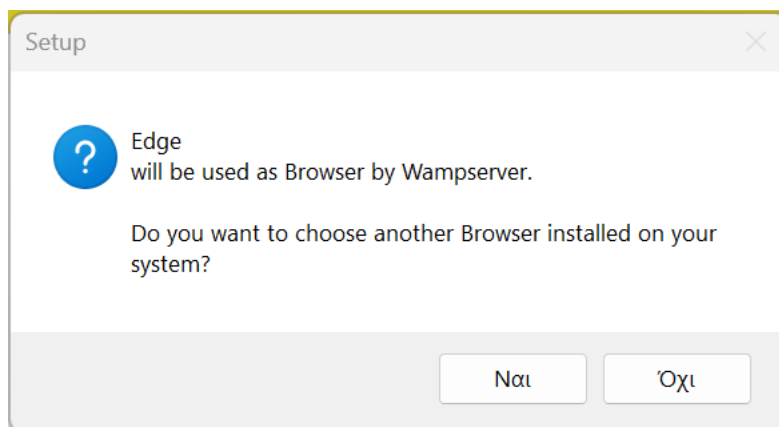 Setup
Edge
will be used as Browser by Wampserver.
Do you want to choose another Browser installed on your
system?
Ναι
Όχι